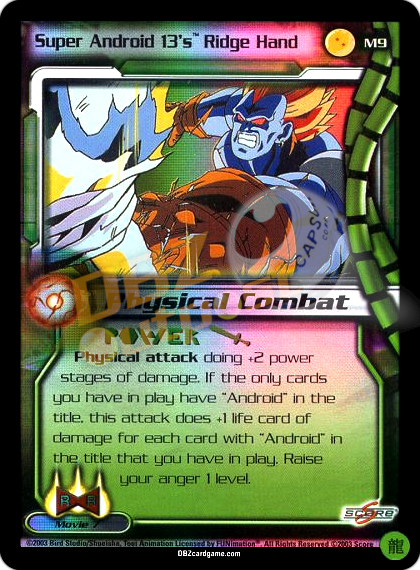 Super Android 13's™ Ridge Hand
M9
CAPSU
CORP.
Physical Combat
POWER
Physical attack doing +2 power
stages of damage. If the only cards
you have in play have "Android" in the
title, this attack does +1 life card of
damage for each card with "Android" in
the title that you have in play. Raise
your anger 1 level.
R R
Movie 7
SCORE
龍
©2003 Bird Studio/Shueisha, Toei Animation Licensed by FUNimation® All Rights Reserved ©2003 Score
DBZcardgame.com